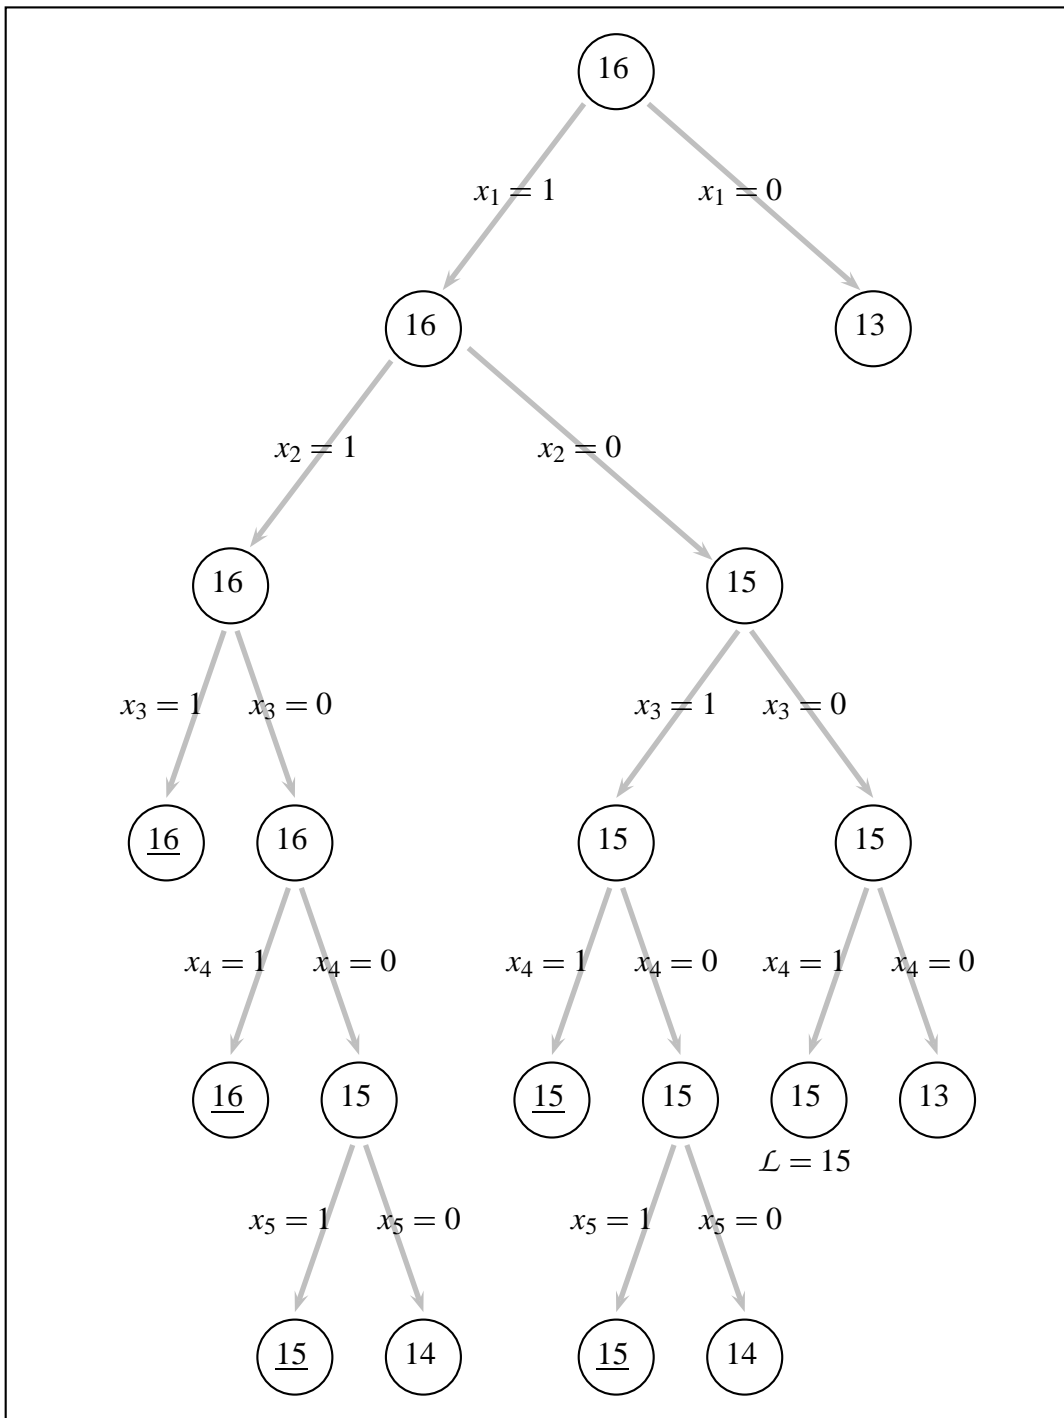 16
x₁ = 1 x₁ = 0
16 13
x₂ = 1 x₂ = 0
16 15
x₃ = 1 x₃ = 0 x₃ = 1 x₃ = 0
16 16 15 15
x₄ = 1 x₄ = 0 x₄ = 1 x₄ = 0 x₄ = 1 x₄ = 0
16 15 15 15 15 13
ℒ = 15
x₅ = 1 x₅ = 0 x₅ = 1 x₅ = 0
15 14 15 14